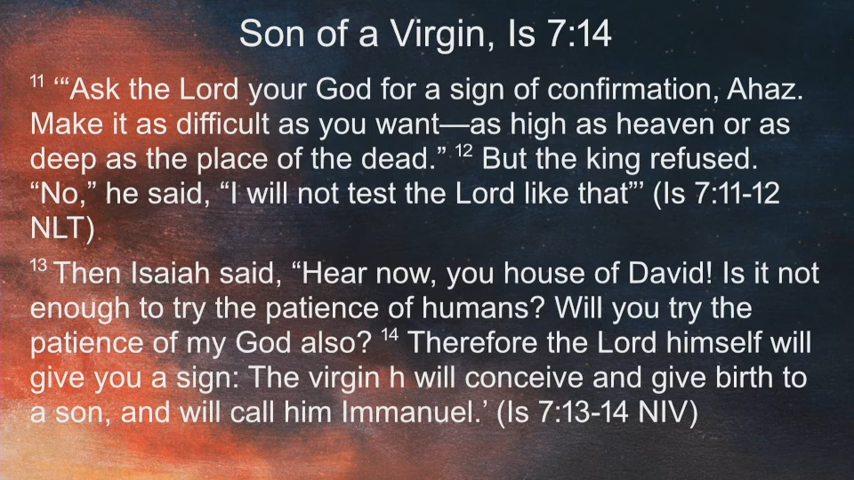 Son of a Virgin, Is 7:14
11 ‘“Ask the Lord your God for a sign of confirmation, Ahaz.
Make it as difficult as you want—as high as heaven or as
deep as the place of the dead.” 12 But the king refused.
“No,” he said, “I will not test the Lord like that”’ (Is 7:11-12
NLT)
13 Then Isaiah said, “Hear now, you house of David! Is it not
enough to try the patience of humans? Will you try the
patience of my God also? 14 Therefore the Lord himself will
give you a sign: The virgin h will conceive and give birth to
a son, and will call him Immanuel.’ (Is 7:13-14 NIV)